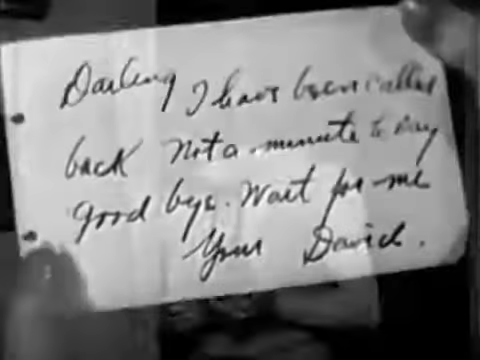 Darling I have been called
back Not a minute to say
good bye. Wait for me
Your David.